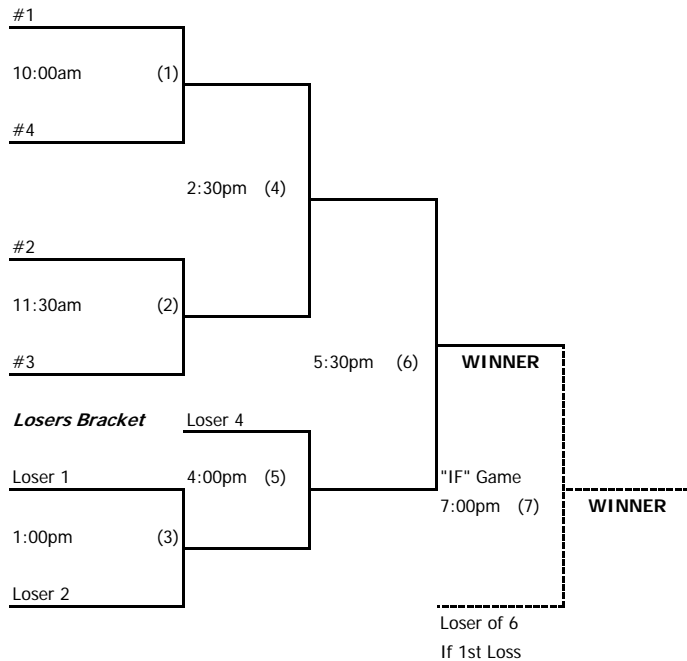 #1
10:00am (1)
#4
2:30pm (4)
#2
11:30am (2)
#3
5:30pm (6) WINNER
Losers Bracket Loser 4
Loser 1 4:00pm (5) "IF" Game
7:00pm (7) WINNER
1:00pm (3)
Loser 2
Loser of 6
If 1st Loss